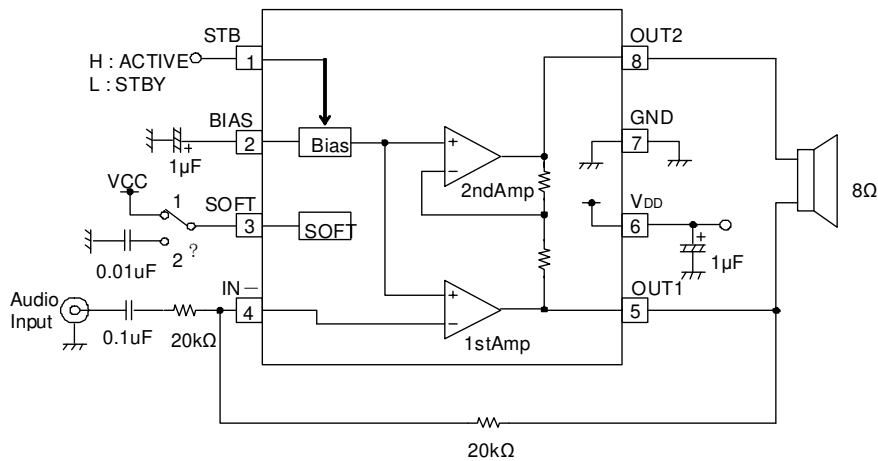 STB
OUT2
H : ACTIVE
1
8
L : STBY
BIAS
GND
2
Bias
+
7
1µF
+
−
2ndAmp
VCC
1
SOFT
VDD
8Ω
3
SOFT
6
2 ?
+
1µF
0.01uF
IN−
OUT1
Audio
Input
4
+
5
−
0.1uF
20kΩ
1stAmp
20kΩ